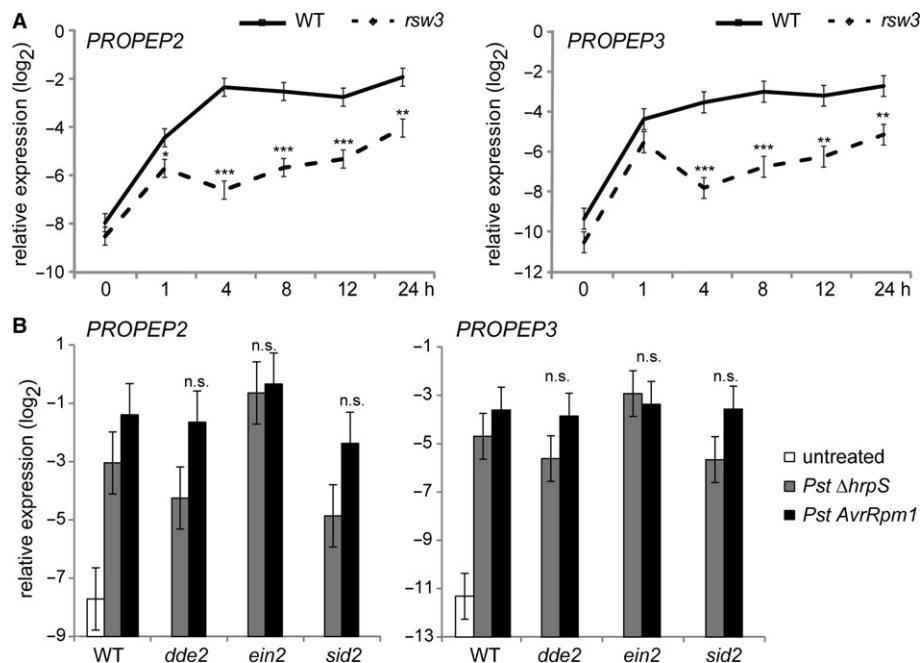 A
WT
rsw3
PROPEP2
relative expression (log2)
0
−2
−4
−6
−8
−10
*
***
***
***
**
0 1 4 8 12 24 h
WT
rsw3
PROPEP3
relative expression (log2)
0
−2
−4
−6
−8
−10
−12
***
***
**
**
0 1 4 8 12 24 h
B
PROPEP2
relative expression (log2)
1
−1
−3
−5
−7
−9
n.s.
n.s.
n.s.
WT dde2 ein2 sid2
PROPEP3
−1
−3
−5
−7
−9
−11
−13
n.s.
n.s.
n.s.
WT dde2 ein2 sid2
untreated
Pst ΔhrpS
Pst AvrRpm1